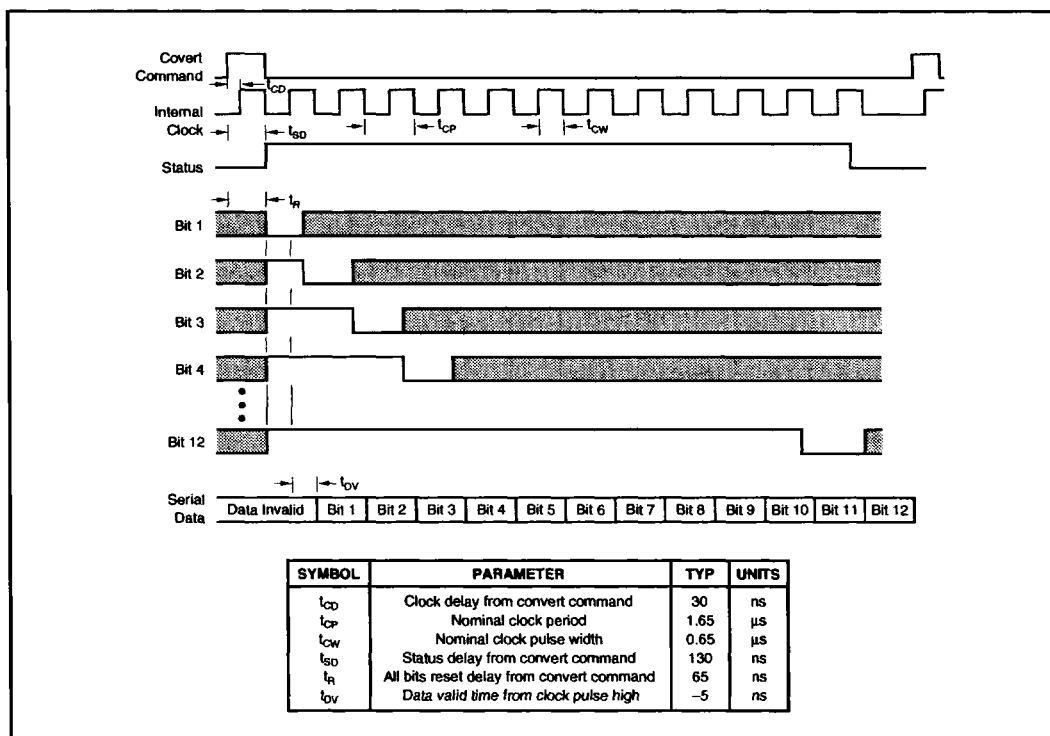 Covert
Command
t_CD
Internal
Clock
t_CP
t_CW
t_SD
Status
t_R
Bit 1
Bit 2
Bit 3
Bit 4
Bit 12
t_DV
Serial
Data
Data Invalid Bit 1 Bit 2 Bit 3 Bit 4 Bit 5 Bit 6 Bit 7 Bit 8 Bit 9 Bit 10 Bit 11 Bit 12
SYMBOL PARAMETER TYP UNITS
t_CD Clock delay from convert command 30 ns
t_CP Nominal clock period 1.65 µs
t_CW Nominal clock pulse width 0.65 µs
t_SD Status delay from convert command 130 ns
t_R All bits reset delay from convert command 65 ns
t_DV Data valid time from clock pulse high –5 ns